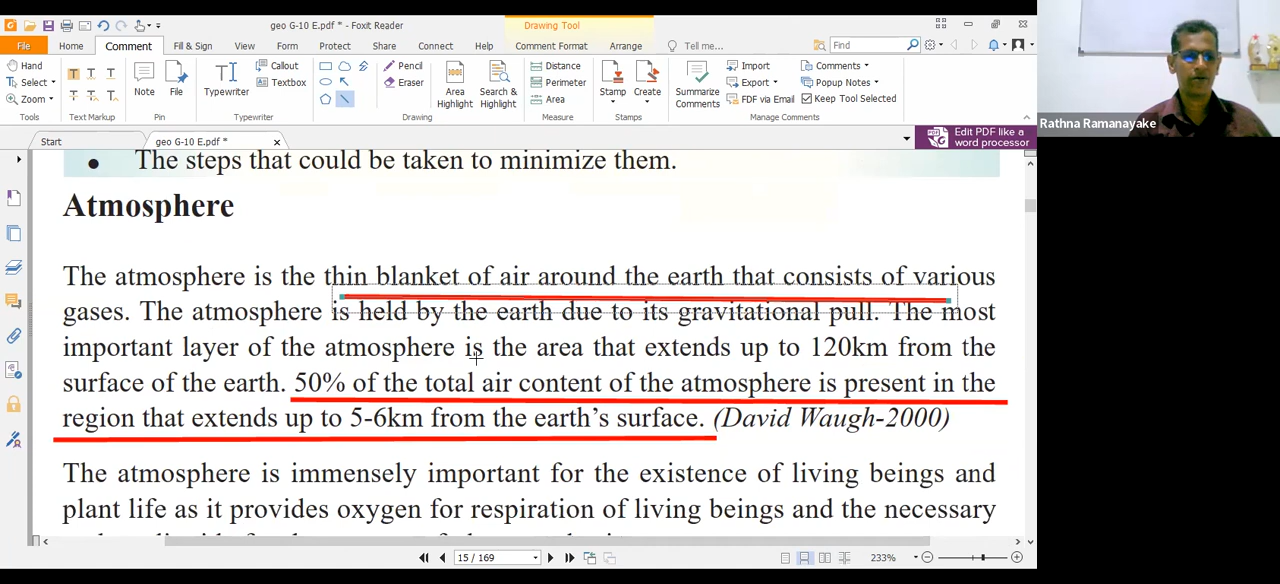 geo G-10 E.pdf * - Foxit Reader
Drawing Tool
File Home Comment Fill & Sign View Form Protect Share Connect Help Comment Format Arrange Tell me... Find
Hand
Select
Zoom
Tools
T T T
T T T
Text Markup
Note
File
Pin
Typewriter
Callout
Textbox
Typewriter
Pencil
Eraser
Drawing
Area Highlight
Search & Highlight
Distance
Perimeter
Area
Measure
Stamp
Create
Stamps
Summarize Comments
Import
Export
FDF via Email
Comments
Popup Notes
Keep Tool Selected
Manage Comments
Rathna Ramanayake
Start
geo G-10 E.pdf *
Edit PDF like a word processor
• The steps that could be taken to minimize them.
Atmosphere
The atmosphere is the thin blanket of air around the earth that consists of various
gases. The atmosphere is held by the earth due to its gravitational pull. The most
important layer of the atmosphere is the area that extends up to 120km from the
surface of the earth. 50% of the total air content of the atmosphere is present in the
region that extends up to 5-6km from the earth's surface. (David Waugh-2000)
The atmosphere is immensely important for the existence of living beings and
plant life as it provides oxygen for respiration of living beings and the necessary
15 / 169
233%